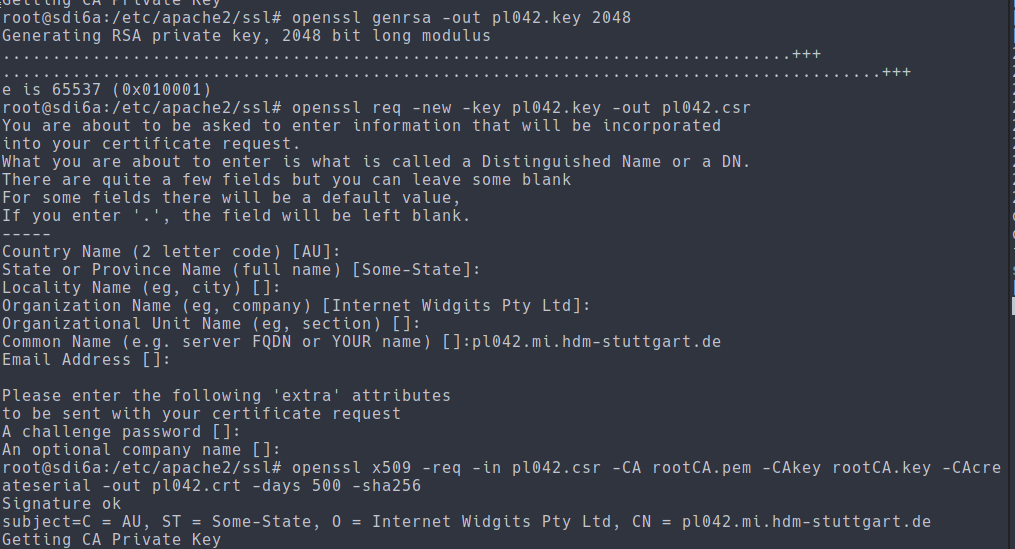 Getting CA Private Key
root@sdi6a:/etc/apache2/ssl# openssl genrsa -out pl042.key 2048
Generating RSA private key, 2048 bit long modulus
...............................................................................+++
........................................................................................+++
e is 65537 (0x010001)
root@sdi6a:/etc/apache2/ssl# openssl req -new -key pl042.key -out pl042.csr
You are about to be asked to enter information that will be incorporated
into your certificate request.
What you are about to enter is what is called a Distinguished Name or a DN.
There are quite a few fields but you can leave some blank
For some fields there will be a default value,
If you enter '.', the field will be left blank.
-----
Country Name (2 letter code) [AU]:
State or Province Name (full name) [Some-State]:
Locality Name (eg, city) []:
Organization Name (eg, company) [Internet Widgits Pty Ltd]:
Organizational Unit Name (eg, section) []:
Common Name (e.g. server FQDN or YOUR name) []:pl042.mi.hdm-stuttgart.de
Email Address []:

Please enter the following 'extra' attributes
to be sent with your certificate request
A challenge password []:
An optional company name []:
root@sdi6a:/etc/apache2/ssl# openssl x509 -req -in pl042.csr -CA rootCA.pem -CAkey rootCA.key -CAcre
ateserial -out pl042.crt -days 500 -sha256
Signature ok
subject=C = AU, ST = Some-State, O = Internet Widgits Pty Ltd, CN = pl042.mi.hdm-stuttgart.de
Getting CA Private Key